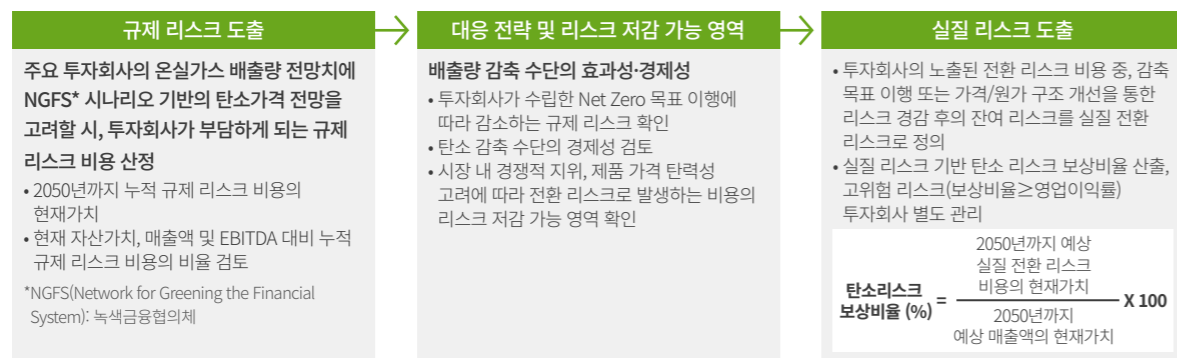 규제 리스크 도출
주요 투자회사의 온실가스 배출량 전망치에
NGFS* 시나리오 기반의 탄소가격 전망을
고려할 시, 투자회사가 부담하게 되는 규제
리스크 비용 산정
• 2050년까지 누적 규제 리스크 비용의
현재가치
• 현재 자산가치, 매출액 및 EBITDA 대비 누적
규제 리스크 비용의 비율 검토
*NGFS(Network for Greening the Financial
System): 녹색금융협의체
대응 전략 및 리스크 저감 가능 영역
배출량 감축 수단의 효과성·경제성
• 투자회사가 수립한 Net Zero 목표 이행에
따라 감소하는 규제 리스크 확인
• 탄소 감축 수단의 경제성 검토
• 시장 내 경쟁적 지위, 제품 가격 탄력성
고려에 따라 전환 리스크로 발생하는 비용의
리스크 저감 가능 영역 확인
실질 리스크 도출
• 투자회사의 노출된 전환 리스크 비용 중, 감축
목표 이행 또는 가격/원가 구조 개선을 통한
리스크 경감 후의 잔여 리스크를 실질 전환
리스크로 정의
• 실질 리스크 기반 탄소 리스크 보상비율 산출,
고위험 리스크(보상비율≥영업이익률)
투자회사 별도 관리
탄소리스크
보상비율 (%)
=
2050년까지 예상
실질 전환 리스크
비용의 현재가치
2050년까지
예상 매출액의 현재가치
X 100